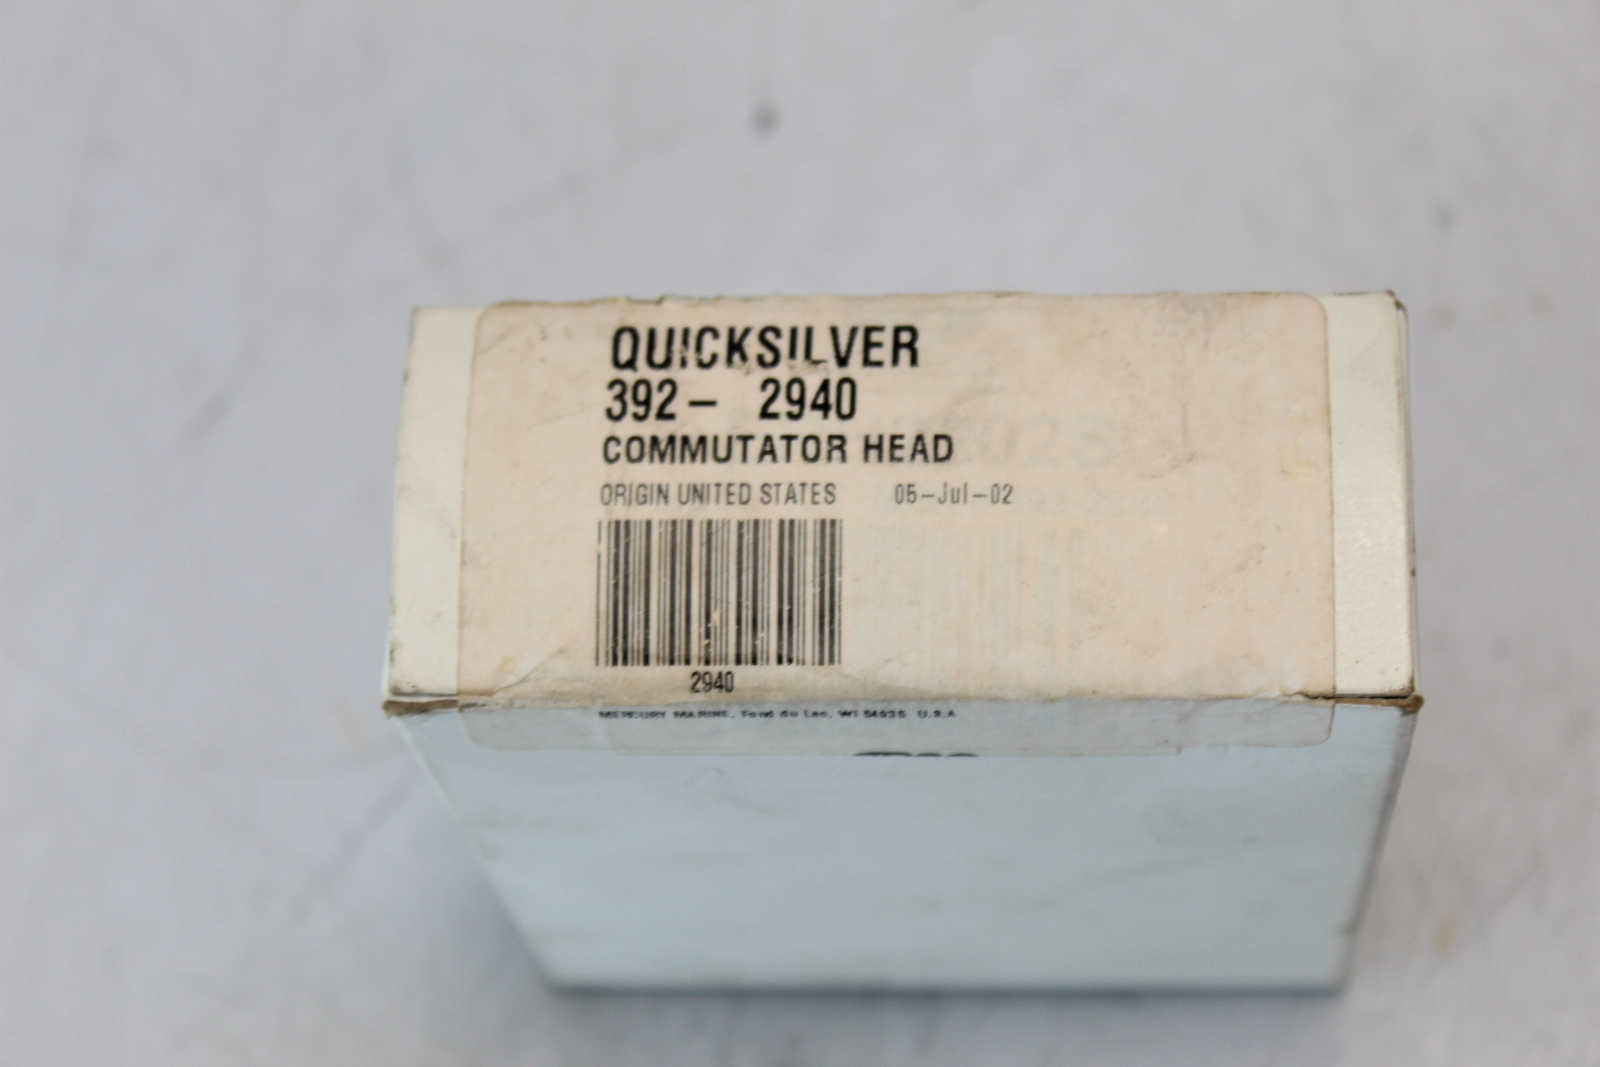 QUICKSILVER
392- 2940
COMMUTATOR HEAD
ORIGIN UNITED STATES 05-Jul-02
2940
MERCURY MARINE, Fond du Lac, WI 54935 U.S.A